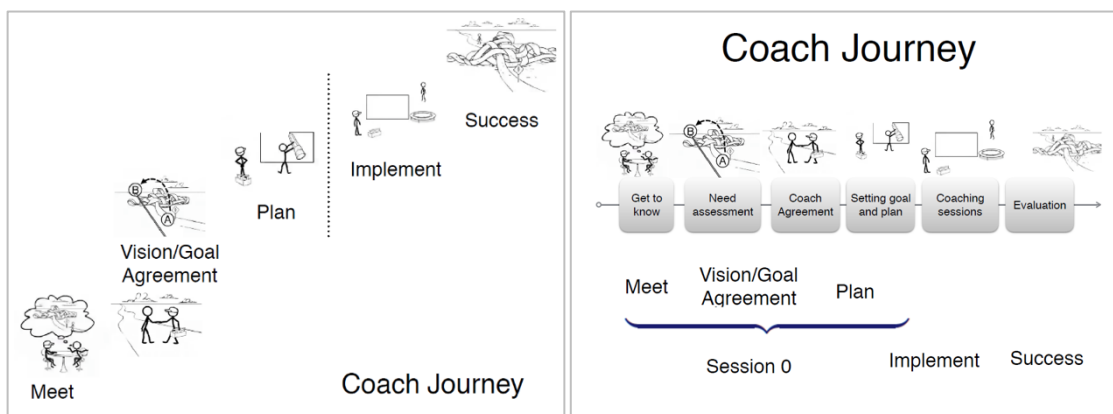 Success
Implement
Plan
B
A
Vision/Goal
Agreement
Meet
Coach Journey
Coach Journey
B
A
Get to
know
Need
assessment
Coach
Agreement
Setting goal
and plan
Coaching
sessions
Evaluation
Meet
Vision/Goal
Agreement
Plan
Session 0
Implement
Success